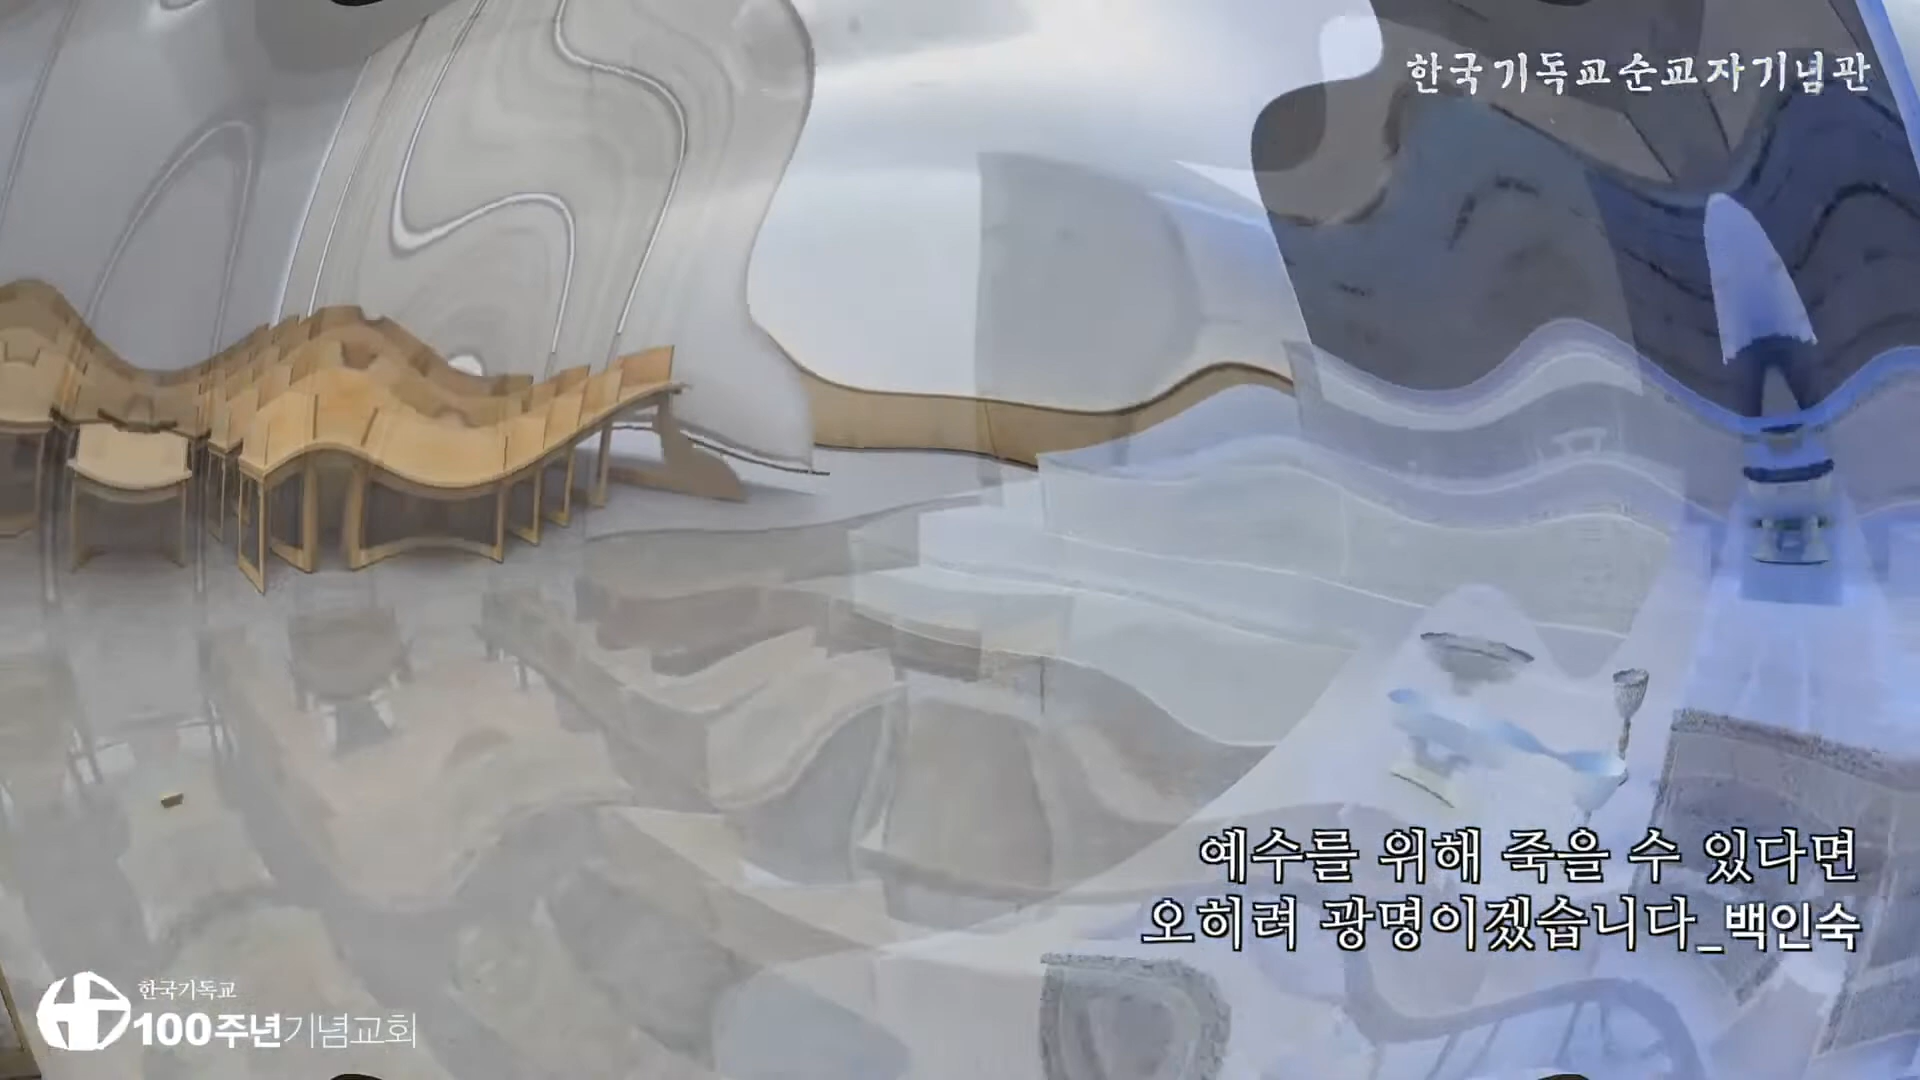 한국기독교순교자기념관
예수를 위해 죽을 수 있다면
오히려 광명이겠습니다_백인숙
한국기독교
100주년기념교회